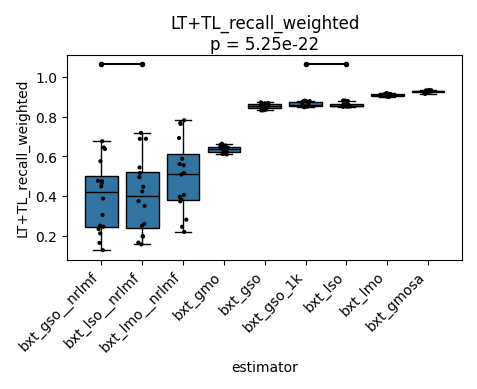 LT+TL_recall_weighted
p = 5.25e-22
LT+TL_recall_weighted
1.0
0.8
0.6
0.4
0.2
bxt_gso__nrlmf
bxt_lso__nrlmf
bxt_lmo__nrlmf
bxt_gmo
bxt_gso
bxt_gso_1k
bxt_lso
bxt_lmo
bxt_gmosa
estimator